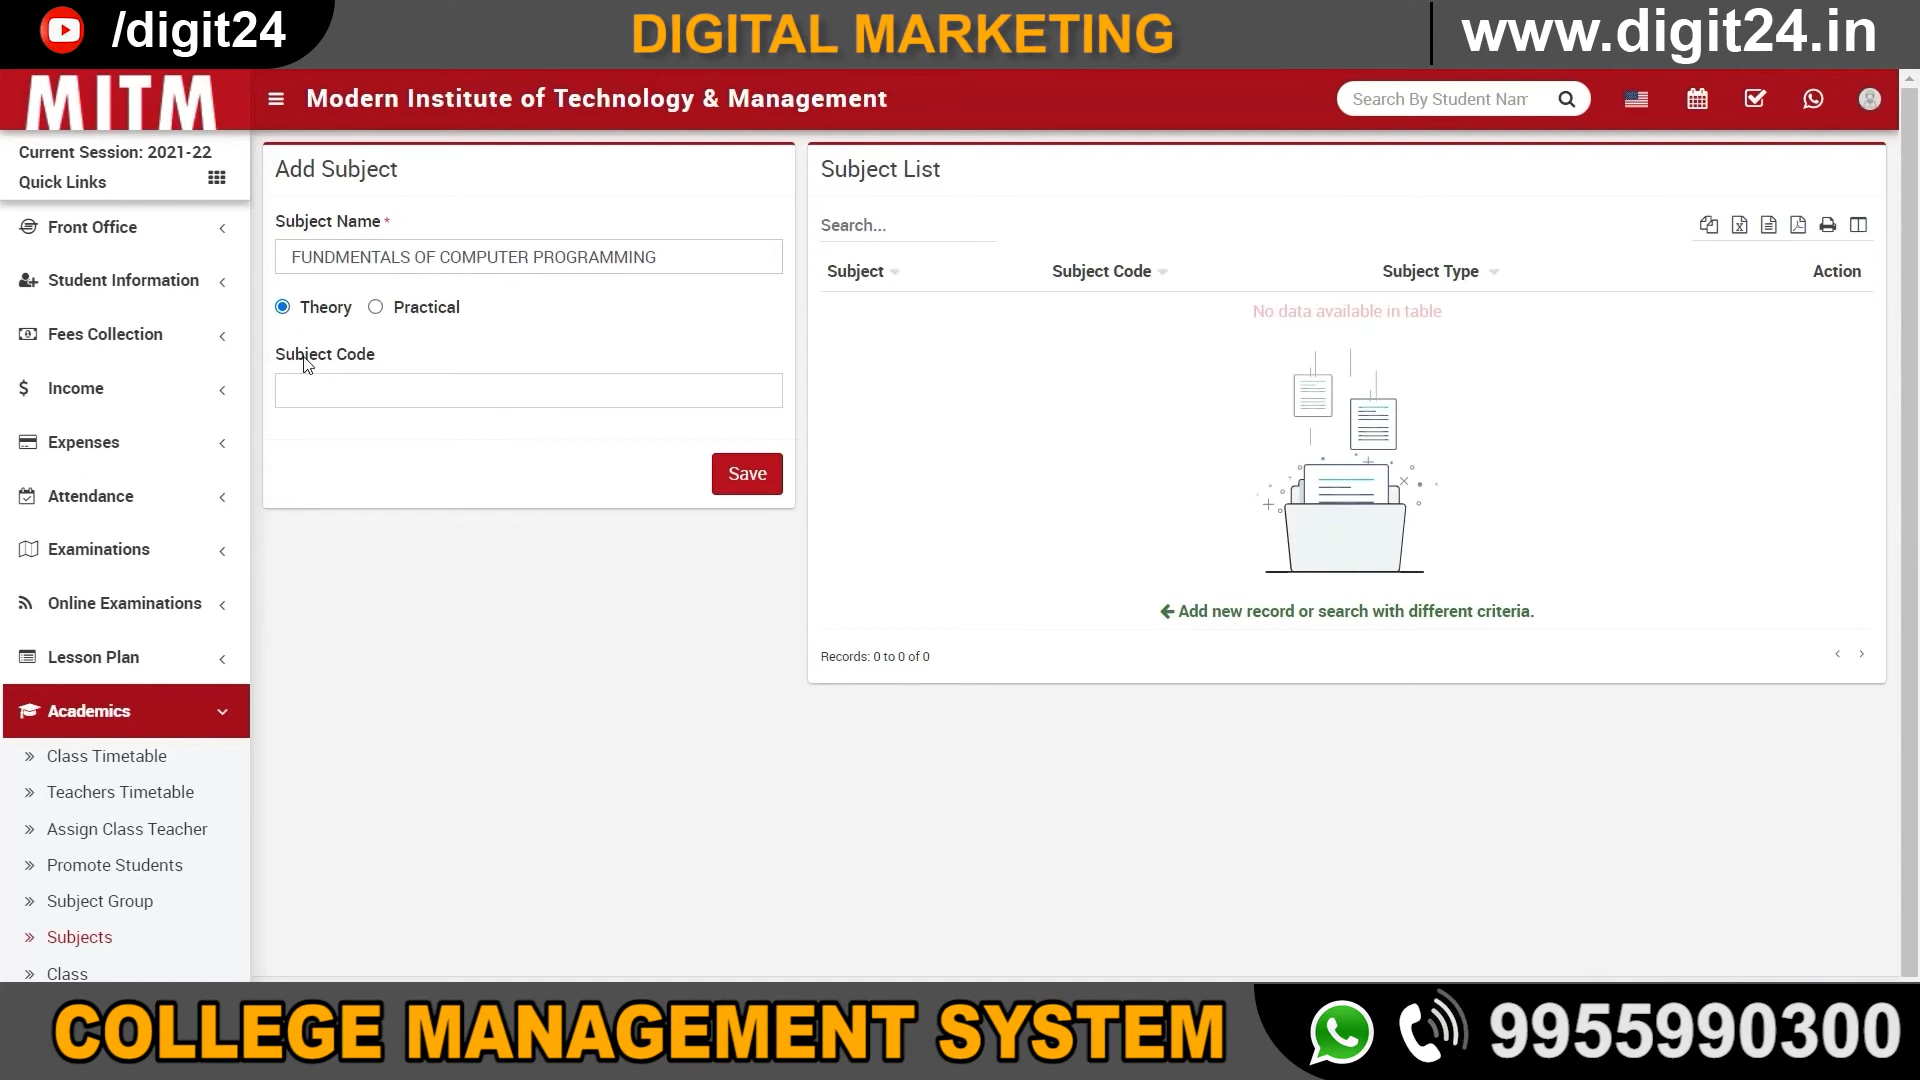 /digit24
DIGITAL MARKETING
www.digit24.in
MITM
Modern Institute of Technology & Management
Search By Student Nam
Current Session: 2021-22
Quick Links
Front Office
Student Information
Fees Collection
Income
Expenses
Attendance
Examinations
Online Examinations
Lesson Plan
Academics
Class Timetable
Teachers Timetable
Assign Class Teacher
Promote Students
Subject Group
Subjects
Class
Add Subject
Subject Name *
FUNDMENTALS OF COMPUTER PROGRAMMING
Theory Practical
Subject Code
Save
Subject List
Search...
Subject Subject Code Subject Type Action
No data available in table
Add new record or search with different criteria.
Records: 0 to 0 of 0
COLLEGE MANAGEMENT SYSTEM
9955990300